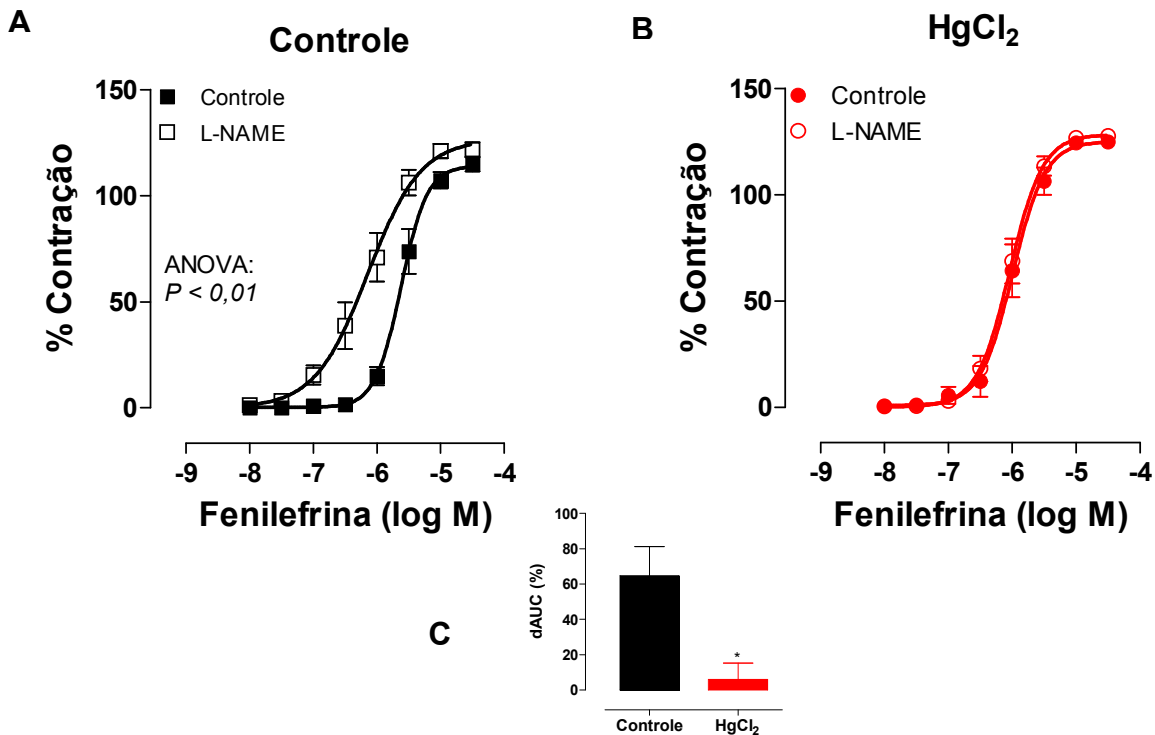 A
Controle
Controle
L-NAME
ANOVA:
P < 0,01
% Contração
150
100
50
0
-9 -8 -7 -6 -5 -4
Fenilefrina (log M)
B
HgCl₂
Controle
L-NAME
% Contração
150
100
50
0
-9 -8 -7 -6 -5 -4
Fenilefrina (log M)
C
dAUC (%)
100
80
60
40
20
0
*
Controle HgCl₂